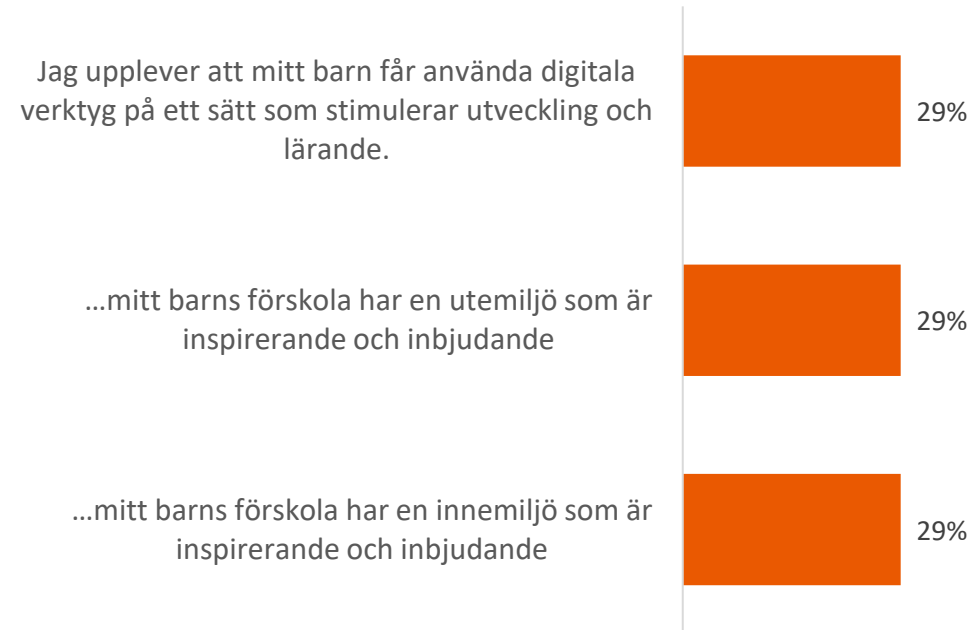 Jag upplever att mitt barn får använda digitala
verktyg på ett sätt som stimulerar utveckling och
lärande.
29%
…mitt barns förskola har en utemiljö som är
inspirerande och inbjudande
29%
…mitt barns förskola har en innemiljö som är
inspirerande och inbjudande
29%